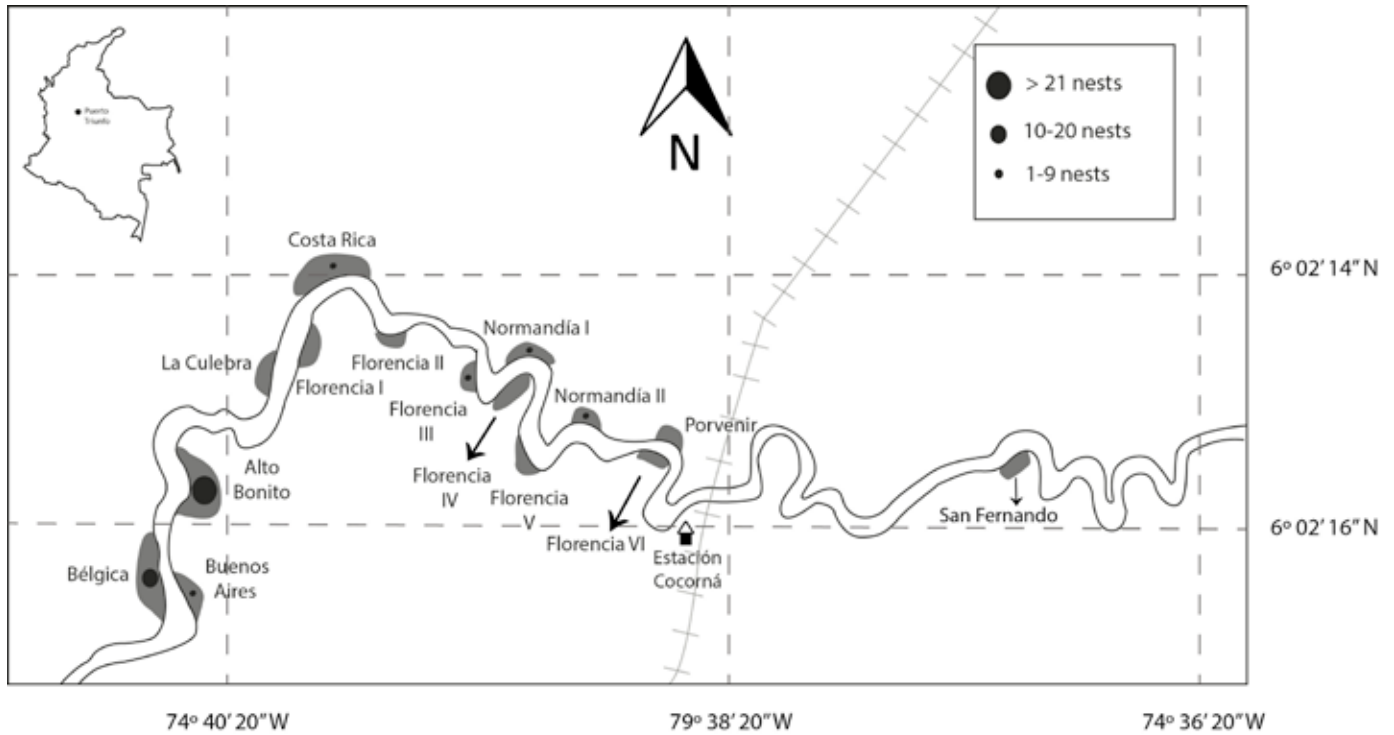 Puerto
Triunfo
N
> 21 nests
10-20 nests
1-9 nests
Costa Rica
6º 02' 14" N
La Culebra
Florencia I
Florencia II
Normandía I
Florencia
III
Normandía II
Porvenir
Alto
Bonito
Florencia
IV
Florencia
V
San Fernando
6º 02' 16" N
Florencia VI
Estación
Cocorná
Bélgica
Buenos
Aires
74º 40' 20" W
79º 38' 20" W
74º 36' 20" W